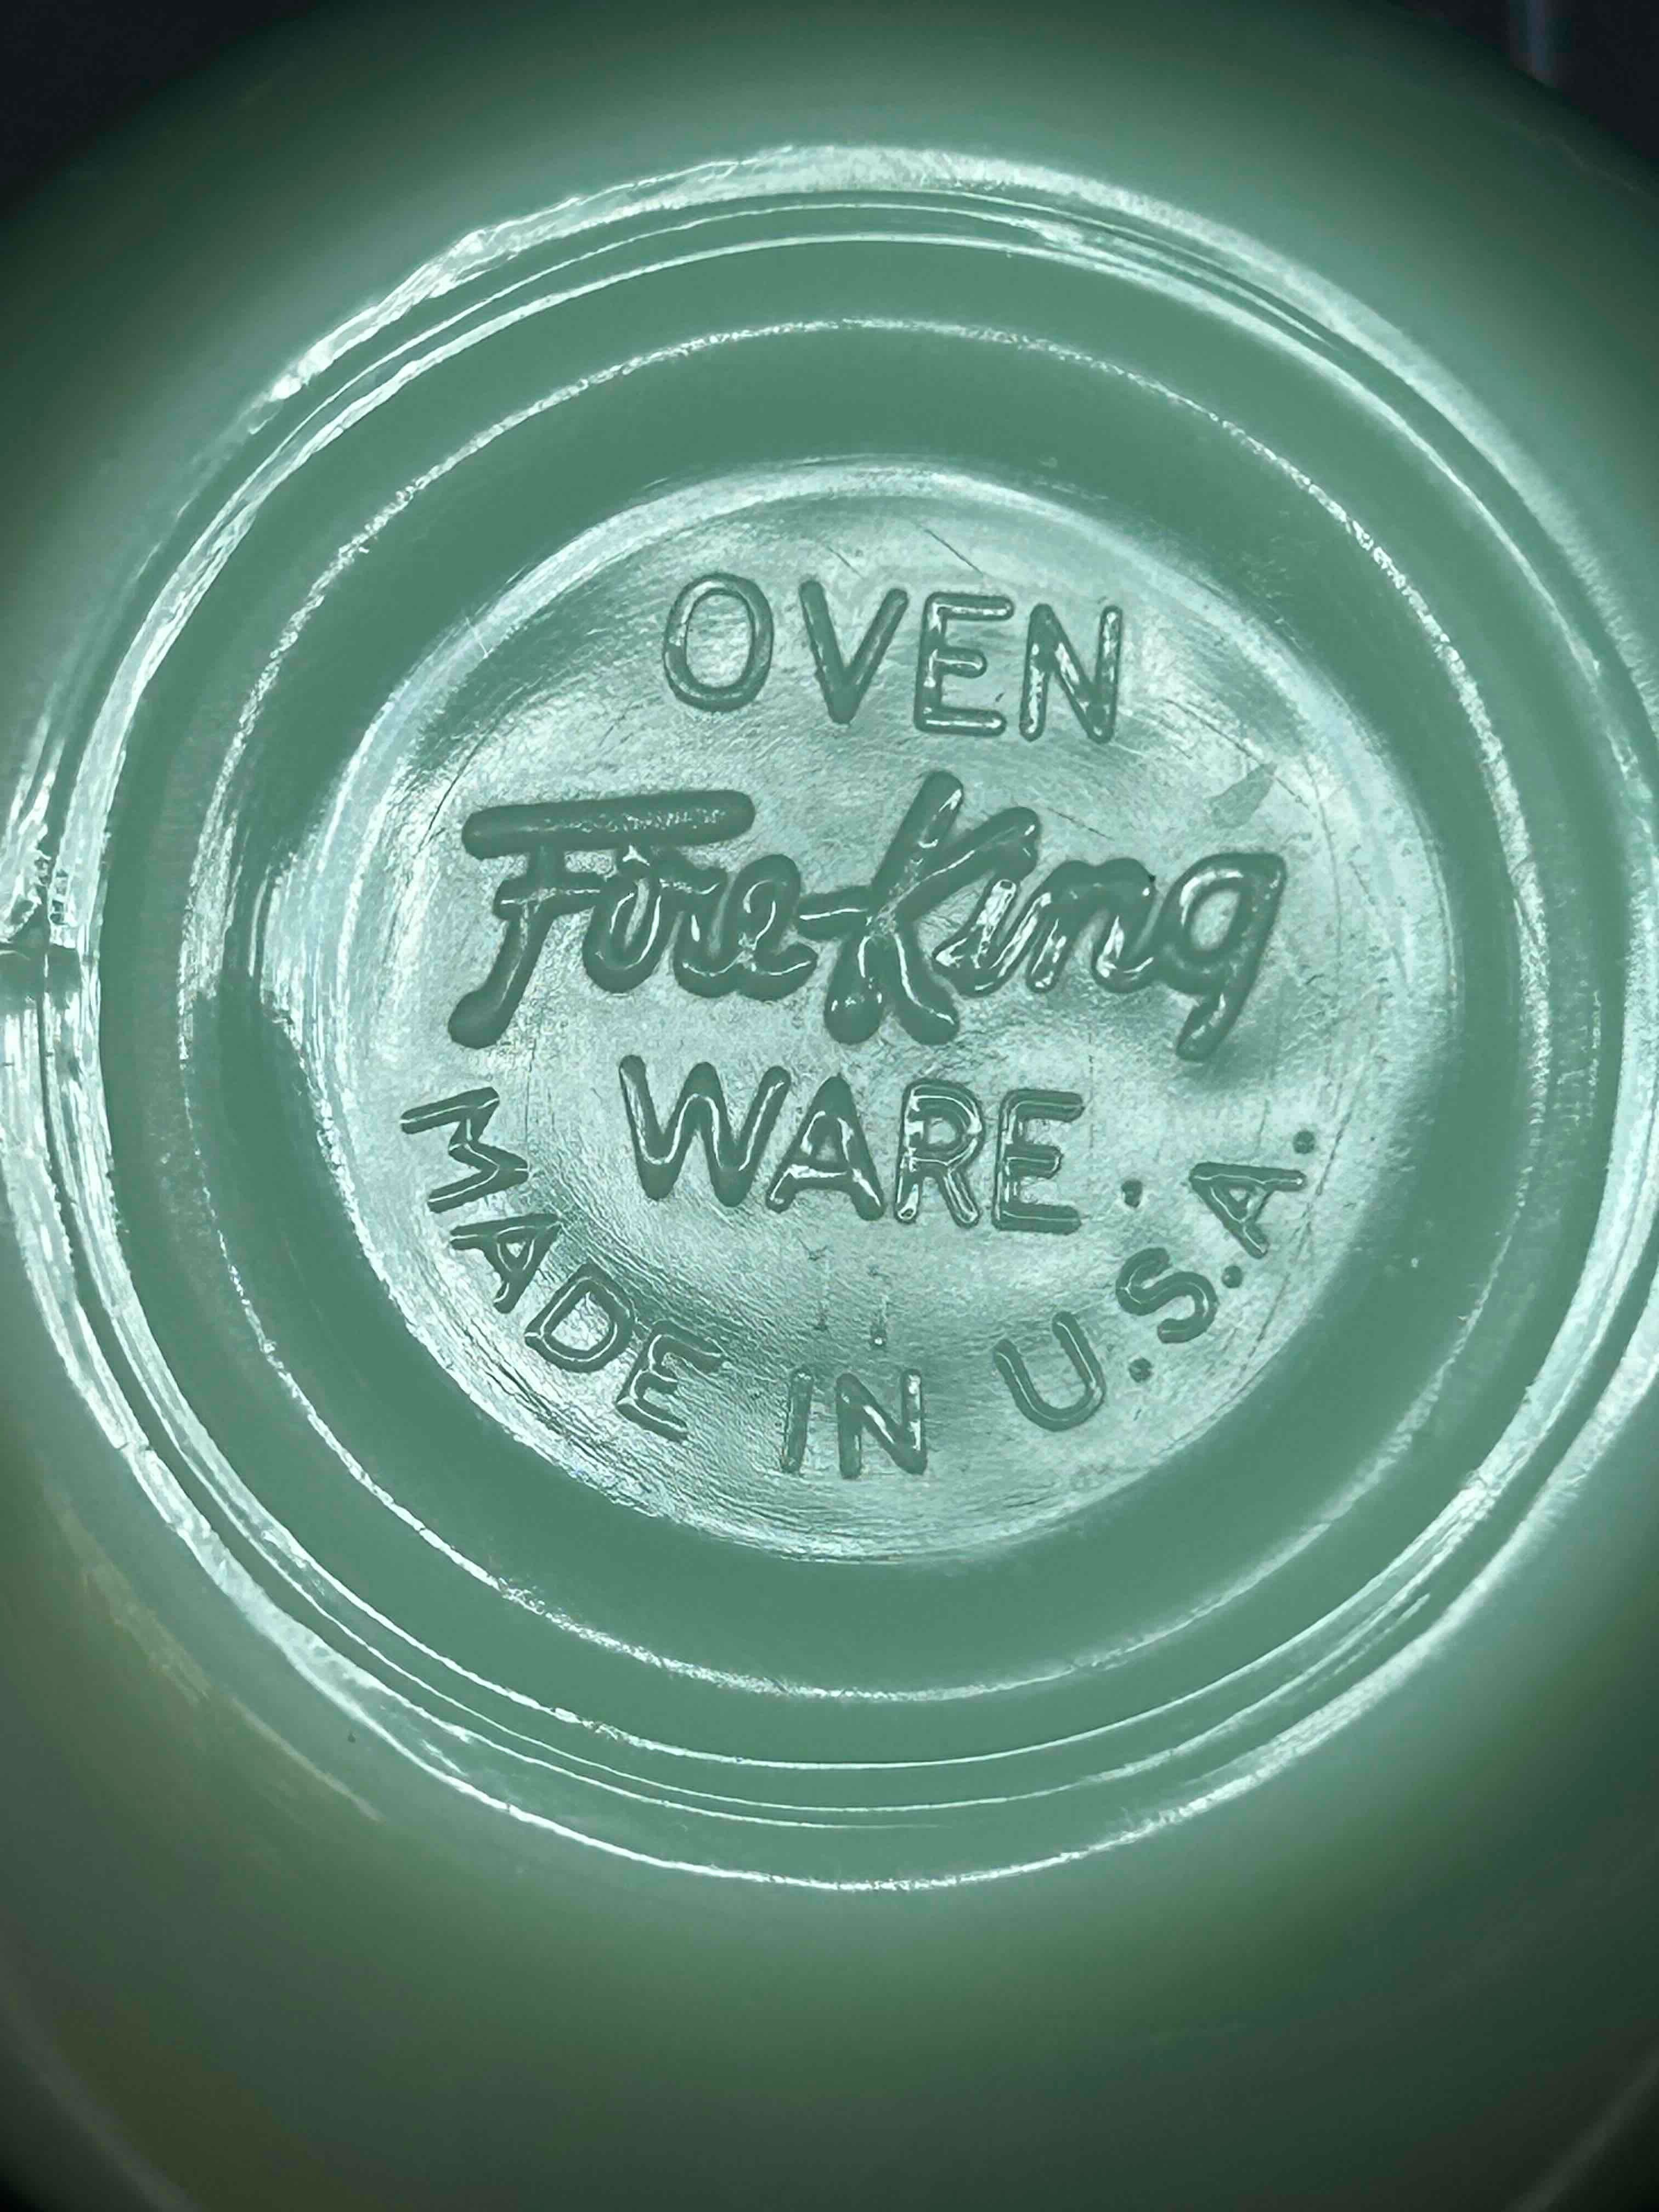 OVEN
Fire-King
WARE.
MADE IN U.S.A.